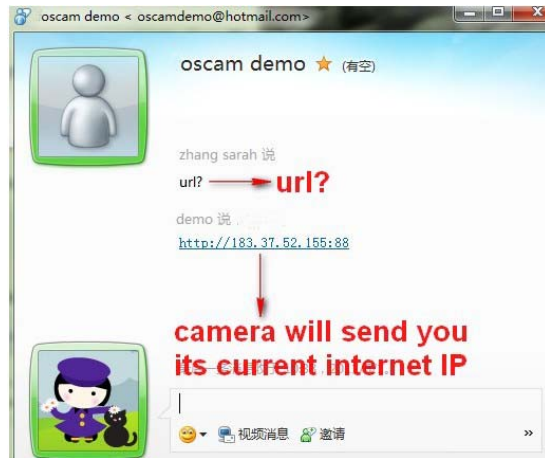 oscam demo < oscamdemo@hotmail.com>
oscam demo (有空)
zhang sarah 说
url? url?
demo 说
http://183.37.52.155:88
camera will send you
its current internet IP
视频消息 邀请 »